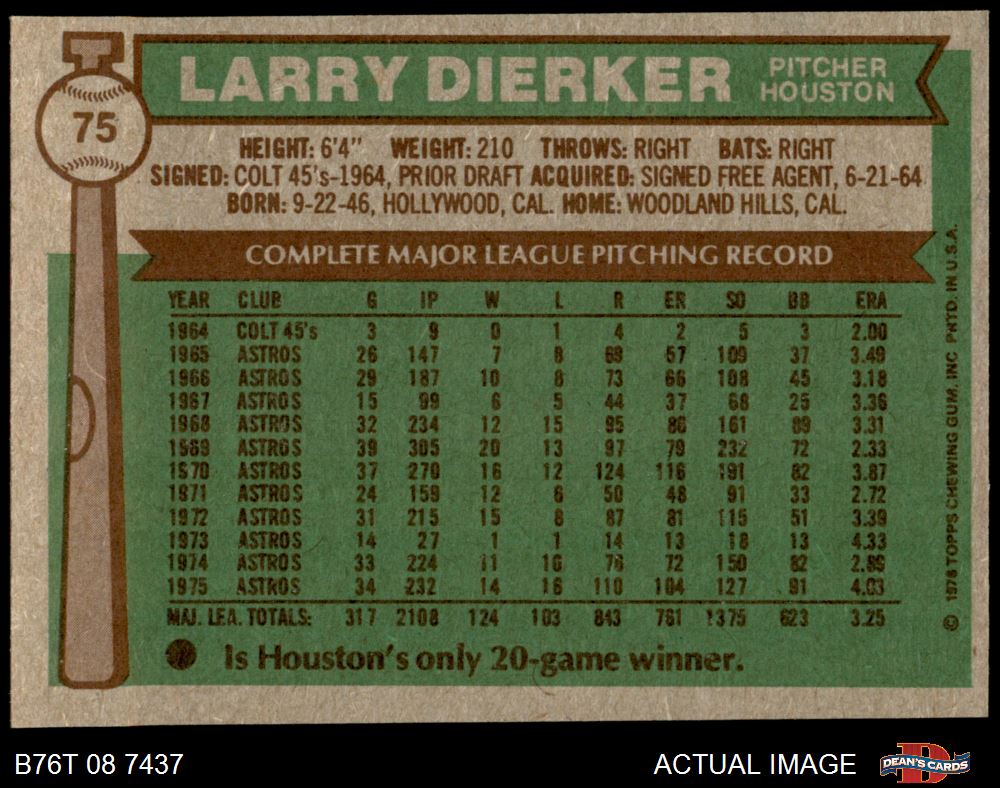 LARRY DIERKER
PITCHER
HOUSTON
75
HEIGHT: 6'4" WEIGHT: 210 THROWS: RIGHT BATS: RIGHT
SIGNED: COLT 45's-1964, PRIOR DRAFT ACQUIRED: SIGNED FREE AGENT, 6-21-64
BORN: 9-22-46, HOLLYWOOD, CAL. HOME: WOODLAND HILLS, CAL.
COMPLETE MAJOR LEAGUE PITCHING RECORD
YEAR CLUB G IP W L R ER SO BB ERA
1964 COLT 45's 3 9 0 1 4 2 5 3 2.00
1965 ASTROS 26 147 7 8 69 57 109 37 3.49
1966 ASTROS 29 187 10 8 73 66 108 45 3.18
1967 ASTROS 15 99 6 5 44 37 68 25 3.36
1968 ASTROS 32 234 12 15 95 86 161 89 3.31
1969 ASTROS 39 305 20 13 97 79 232 72 2.33
1970 ASTROS 37 270 16 12 124 116 191 82 3.87
1971 ASTROS 24 159 12 6 50 48 91 33 2.72
1972 ASTROS 31 215 15 8 87 81 115 51 3.39
1973 ASTROS 14 27 1 1 14 13 18 13 4.33
1974 ASTROS 33 224 11 10 76 72 150 82 2.89
1975 ASTROS 34 232 14 16 110 104 127 91 4.03
MAJ. LEA. TOTALS: 317 2108 124 103 843 761 1375 623 3.25
Is Houston's only 20-game winner.
© 1976 TOPPS CHEWING GUM, INC PNTD. IN U.S.A.
B76T 08 7437
ACTUAL IMAGE
DEAN'S CARDS